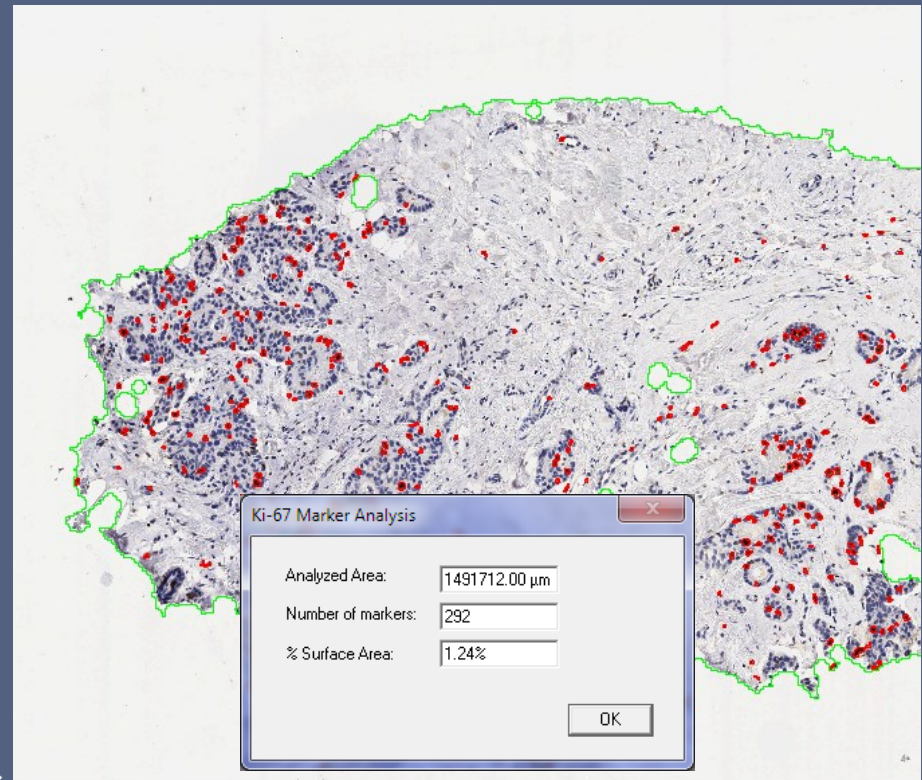 Ki-67 Marker Analysis
Analyzed Area: 1491712.00 µm
Number of markers: 292
% Surface Area: 1.24%
OK